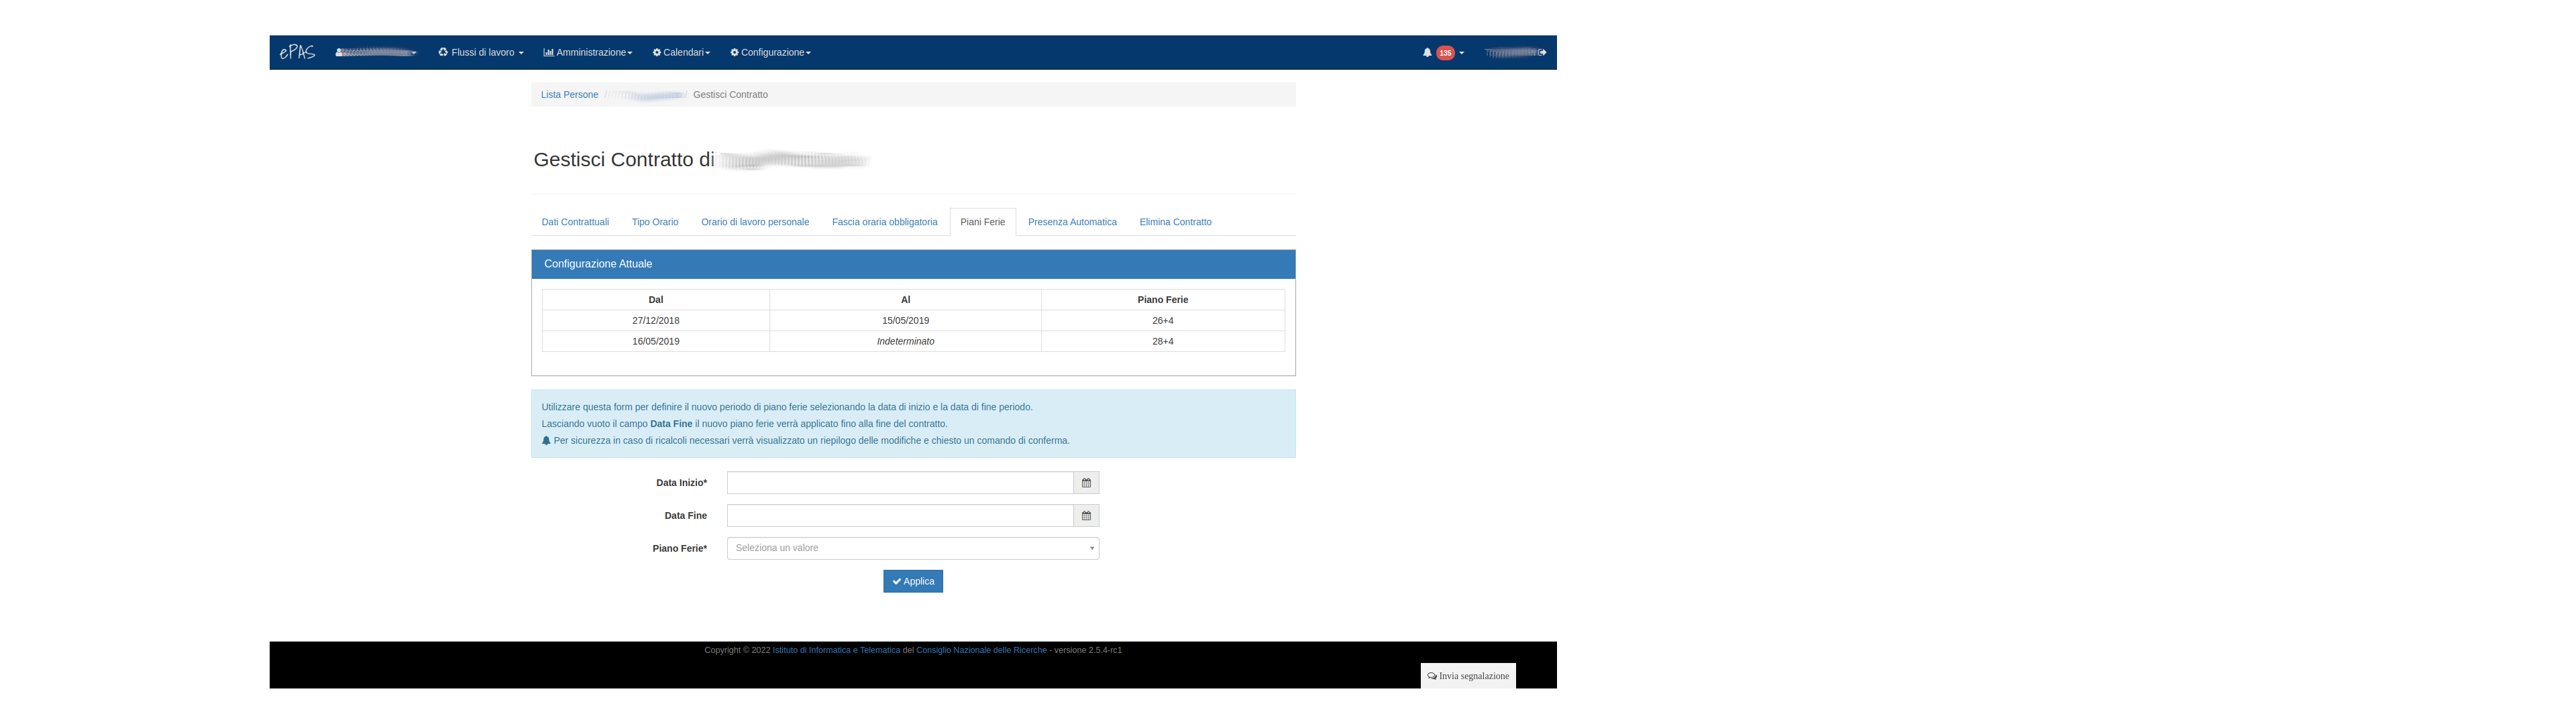 ePAS Flussi di lavoro Amministrazione Calendari Configurazione 135
Lista Persone / / Gestisci Contratto
Gestisci Contratto di
Dati Contrattuali Tipo Orario Orario di lavoro personale Fascia oraria obbligatoria Piani Ferie Presenza Automatica Elimina Contratto
Configurazione Attuale
Dal Al Piano Ferie
27/12/2018 15/05/2019 26+4
16/05/2019 Indeterminato 28+4
Utilizzare questa form per definire il nuovo periodo di piano ferie selezionando la data di inizio e la data di fine periodo.
Lasciando vuoto il campo Data Fine il nuovo piano ferie verrà applicato fino alla fine del contratto.
Per sicurezza in caso di ricalcoli necessari verrà visualizzato un riepilogo delle modifiche e chiesto un comando di conferma.
Data Inizio*
Data Fine
Piano Ferie* Seleziona un valore
Applica
Copyright © 2022 Istituto di Informatica e Telematica del Consiglio Nazionale delle Ricerche - versione 2.5.4-rc1
Invia segnalazione